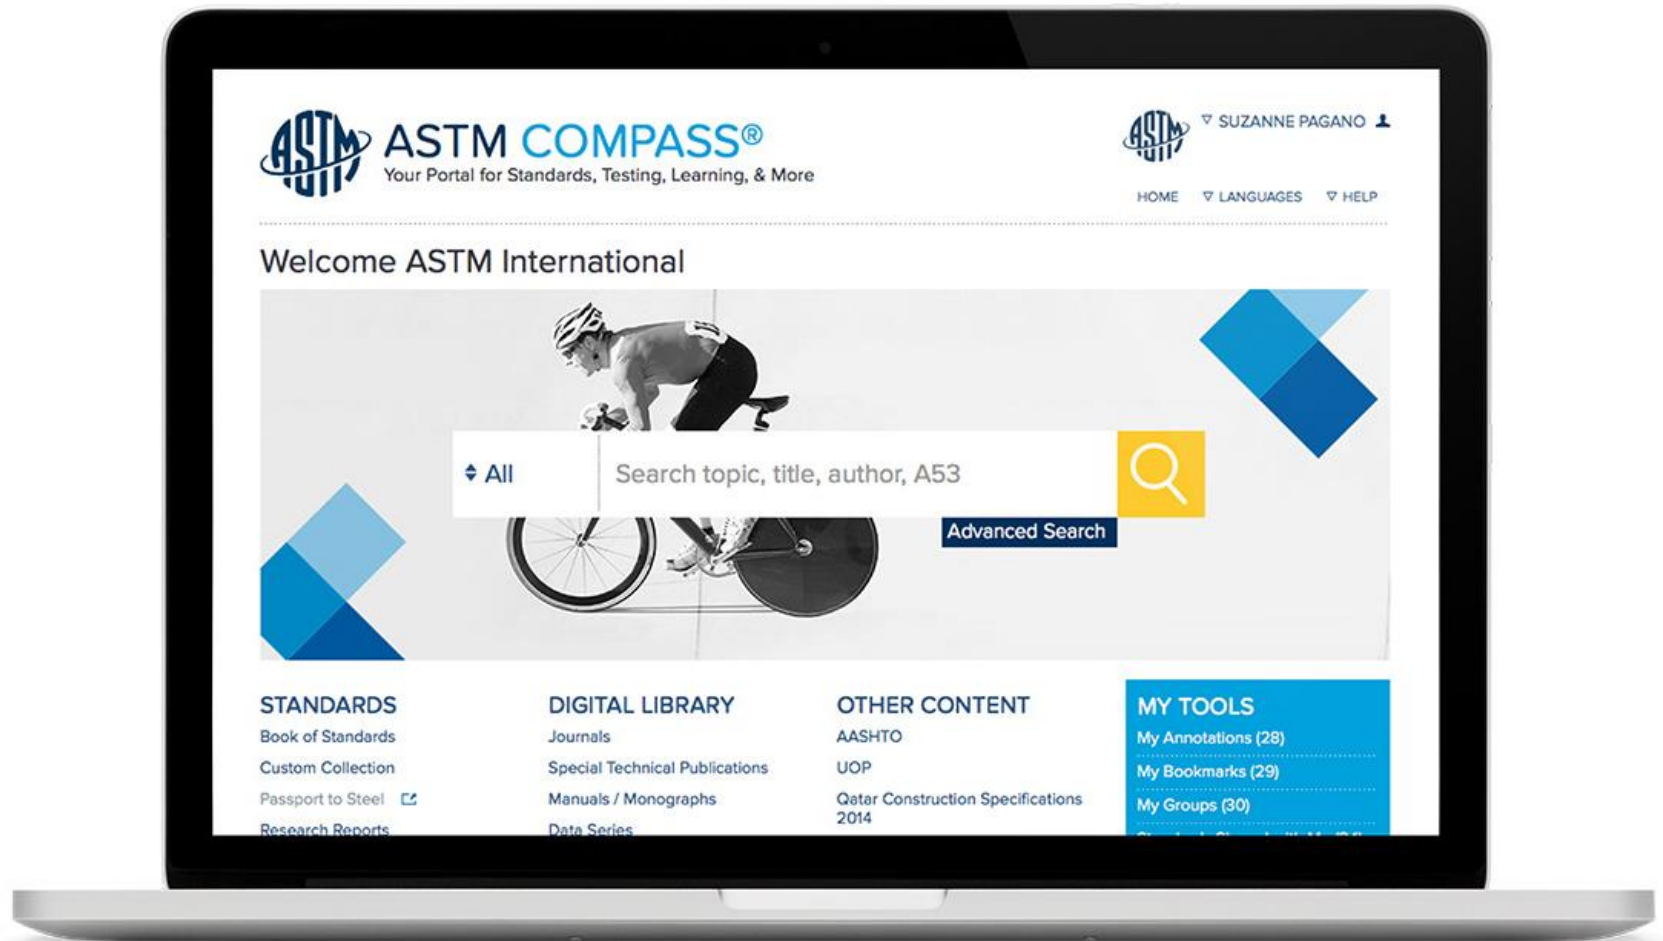 ASTM
ASTM COMPASS®
Your Portal for Standards, Testing, Learning, & More
ASTM
SUZANNE PAGANO
HOME LANGUAGES HELP
Welcome ASTM International
All Search topic, title, author, A53
Advanced Search
STANDARDS
Book of Standards
Custom Collection
Passport to Steel
Research Reports
DIGITAL LIBRARY
Journals
Special Technical Publications
Manuals / Monographs
Data Series
OTHER CONTENT
AASHTO
UOP
Qatar Construction Specifications
2014
MY TOOLS
My Annotations (28)
My Bookmarks (29)
My Groups (30)